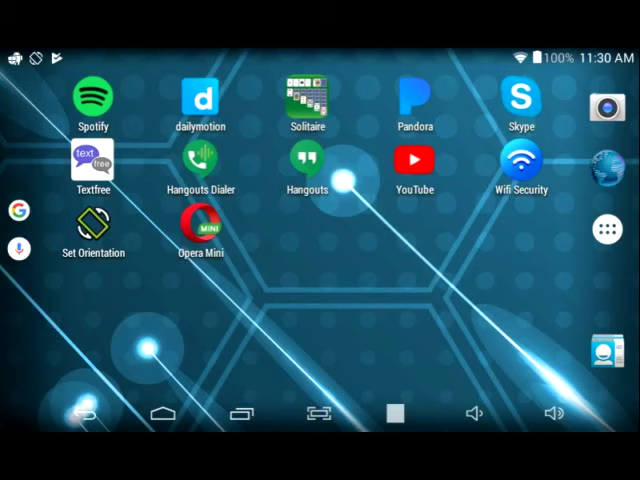 100% 11:30 AM
Spotify
d
dailymotion
Solitaire
Pandora
S
Skype
text
free
Textfree
Hangouts Dialer
Hangouts
YouTube
Wifi Security
G
Set Orientation
MINI
Opera Mini